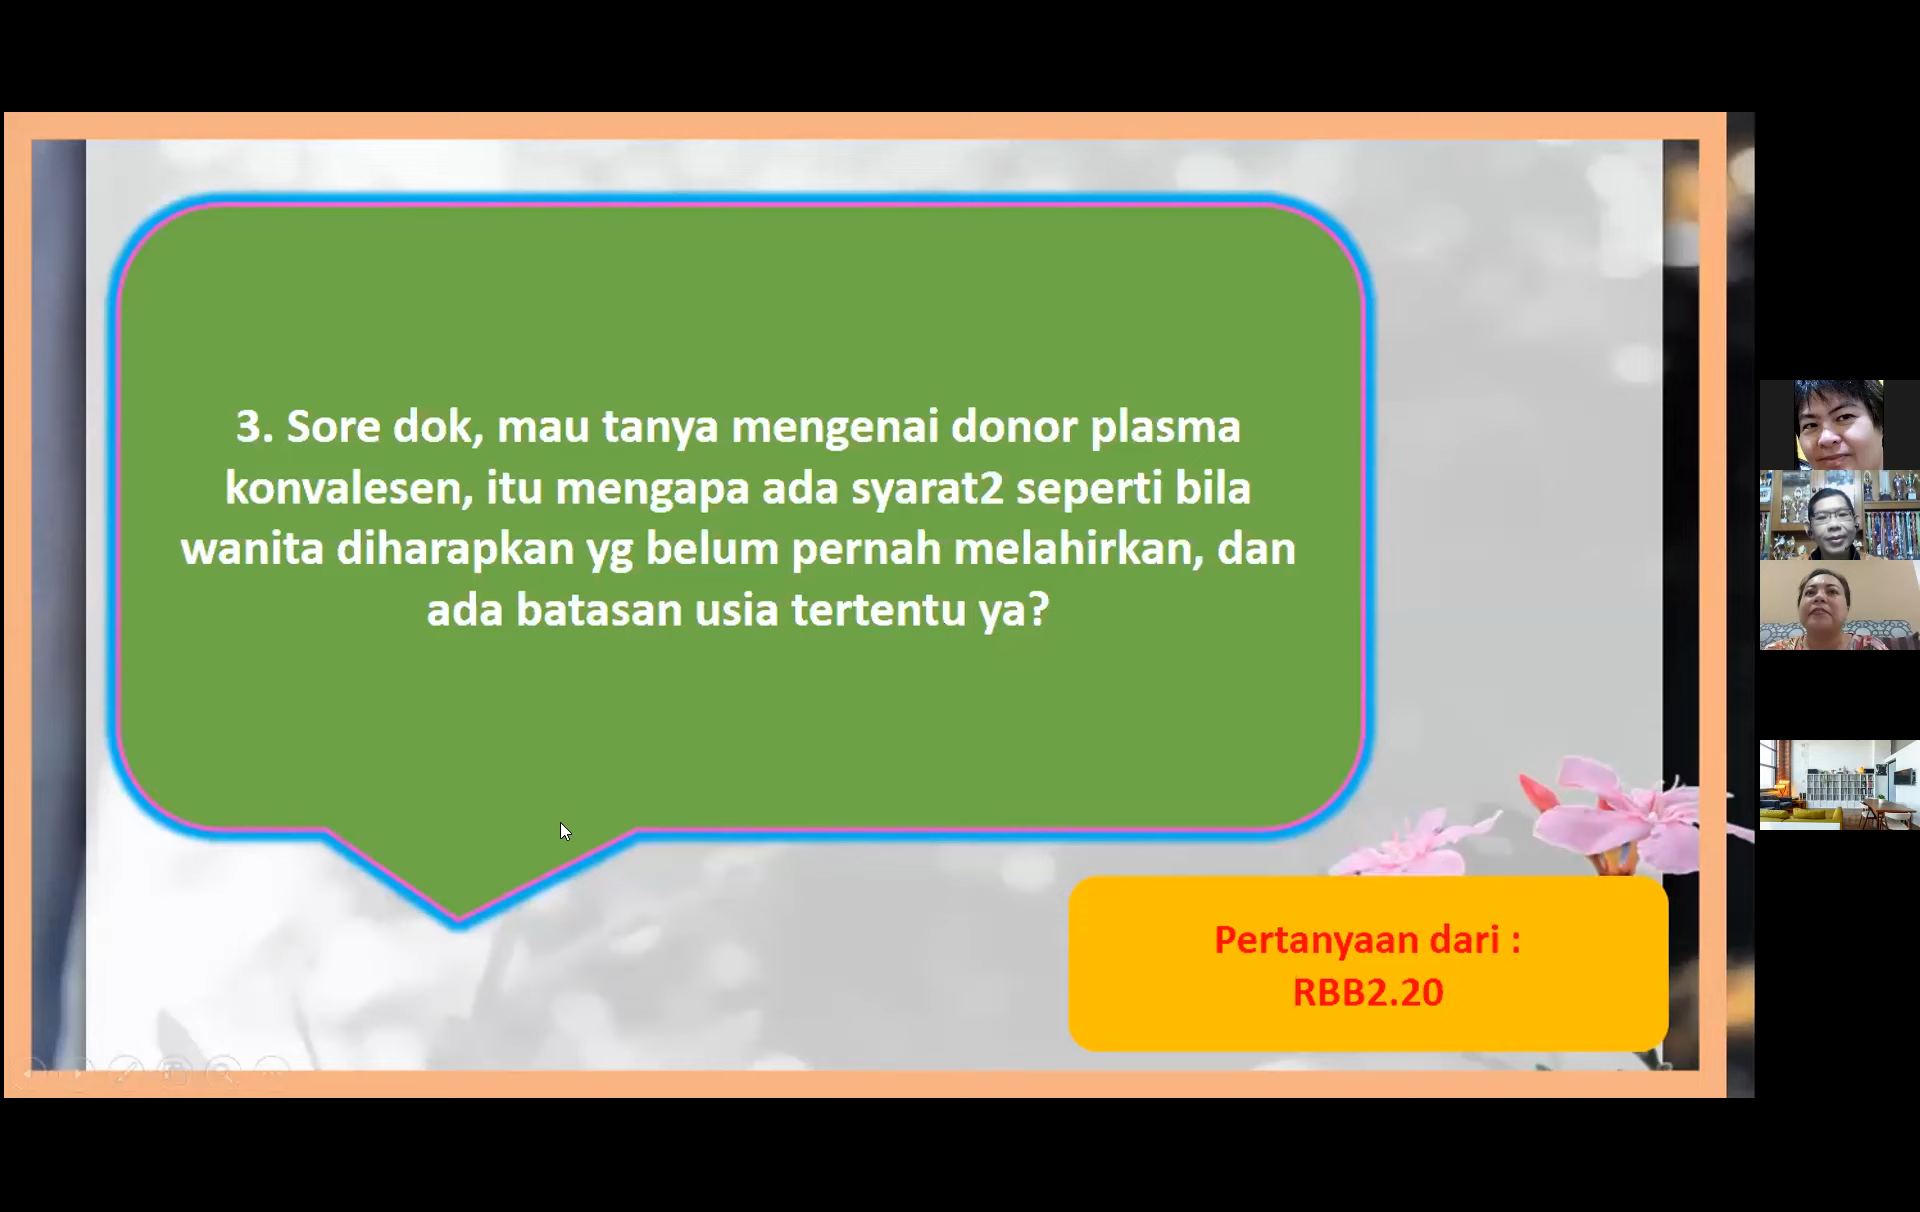 3. Sore dok, mau tanya mengenai donor plasma
konvalesen, itu mengapa ada syarat2 seperti bila
wanita diharapkan yg belum pernah melahirkan, dan
ada batasan usia tertentu ya?
Pertanyaan dari :
RBB2.20